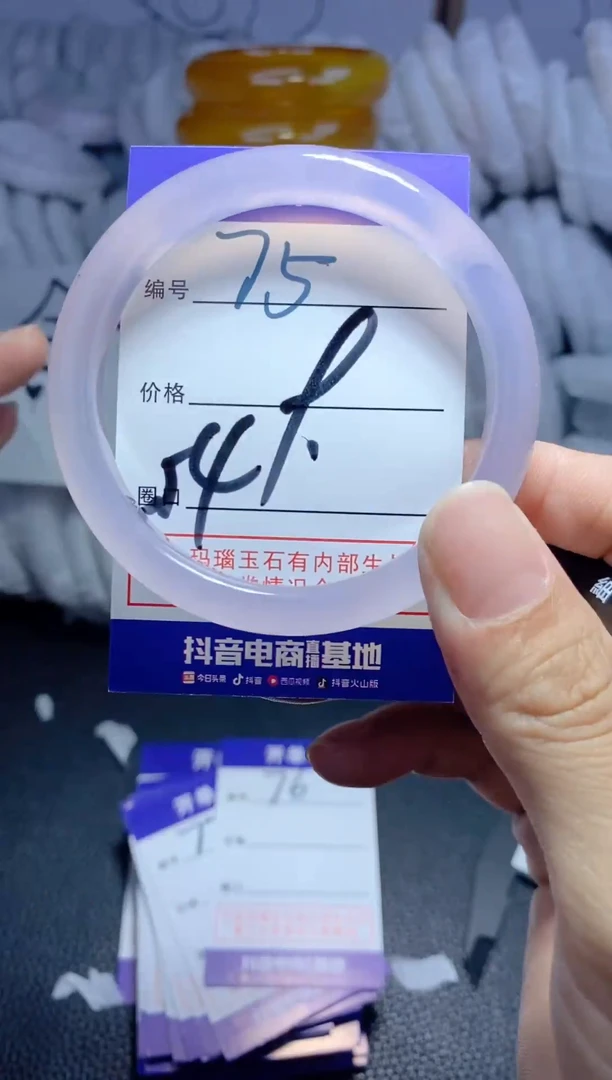 编号 75
价格
圈口 54
玛瑙玉石有内部生
抖音电商直播基地
今日头条 抖音 西瓜视频 抖音火山版
76